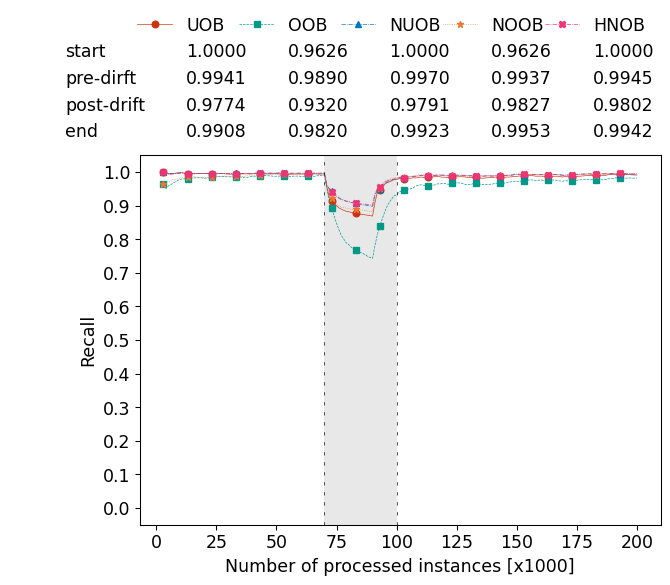 UOB OOB NUOB NOOB HNOB
start 1.0000 0.9626 1.0000 0.9626 1.0000
pre-dirft 0.9941 0.9890 0.9970 0.9937 0.9945
post-drift 0.9774 0.9320 0.9791 0.9827 0.9802
end 0.9908 0.9820 0.9923 0.9953 0.9942
1.0
0.9
0.8
0.7
0.6
0.5
0.4
0.3
0.2
0.1
0.0
Recall
0 25 50 75 100 125 150 175 200
Number of processed instances [x1000]